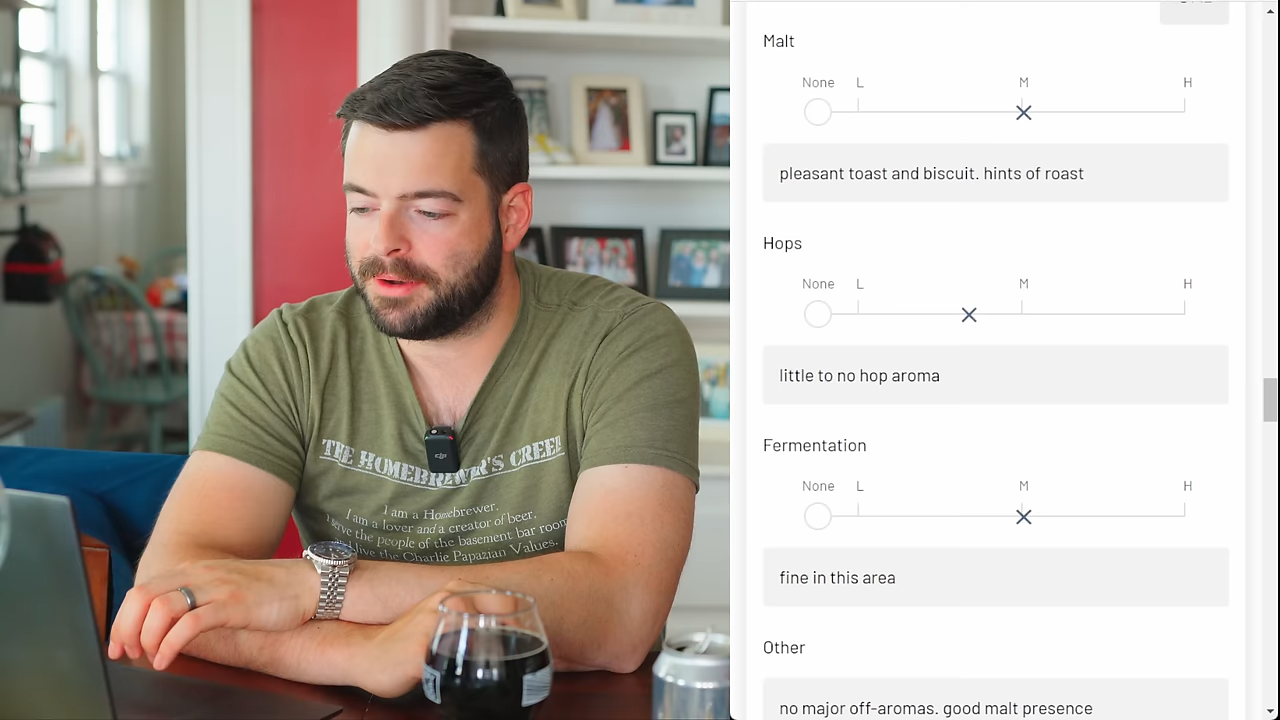 THE HOMEBREWER'S CREED
I am a Homebrewer.
I am a lover and a creator of beer.
I serve the people of the basement bar room
live the Charlie Papazian Values.
Malt
None L M H
pleasant toast and biscuit. hints of roast
Hops
None L M H
little to no hop aroma
Fermentation
None L M H
fine in this area
Other
no major off-aromas. good malt presence